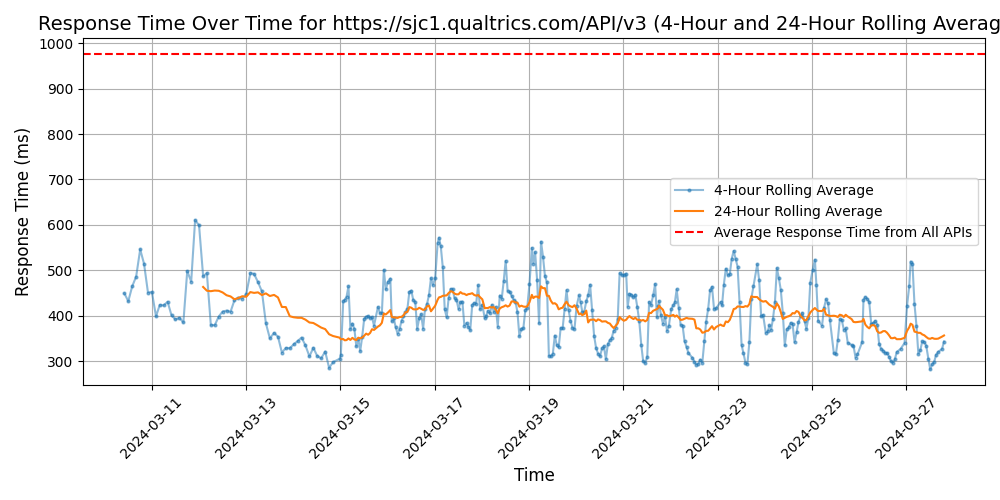 Response Time Over Time for https://sjc1.qualtrics.com/API/v3 (4-Hour and 24-Hour Rolling Averag
1000
900
800
700
600
500
400
300
Response Time (ms)
4-Hour Rolling Average
24-Hour Rolling Average
Average Response Time from All APIs
2024-03-11
2024-03-13
2024-03-15
2024-03-17
2024-03-19
2024-03-21
2024-03-23
2024-03-25
2024-03-27
Time